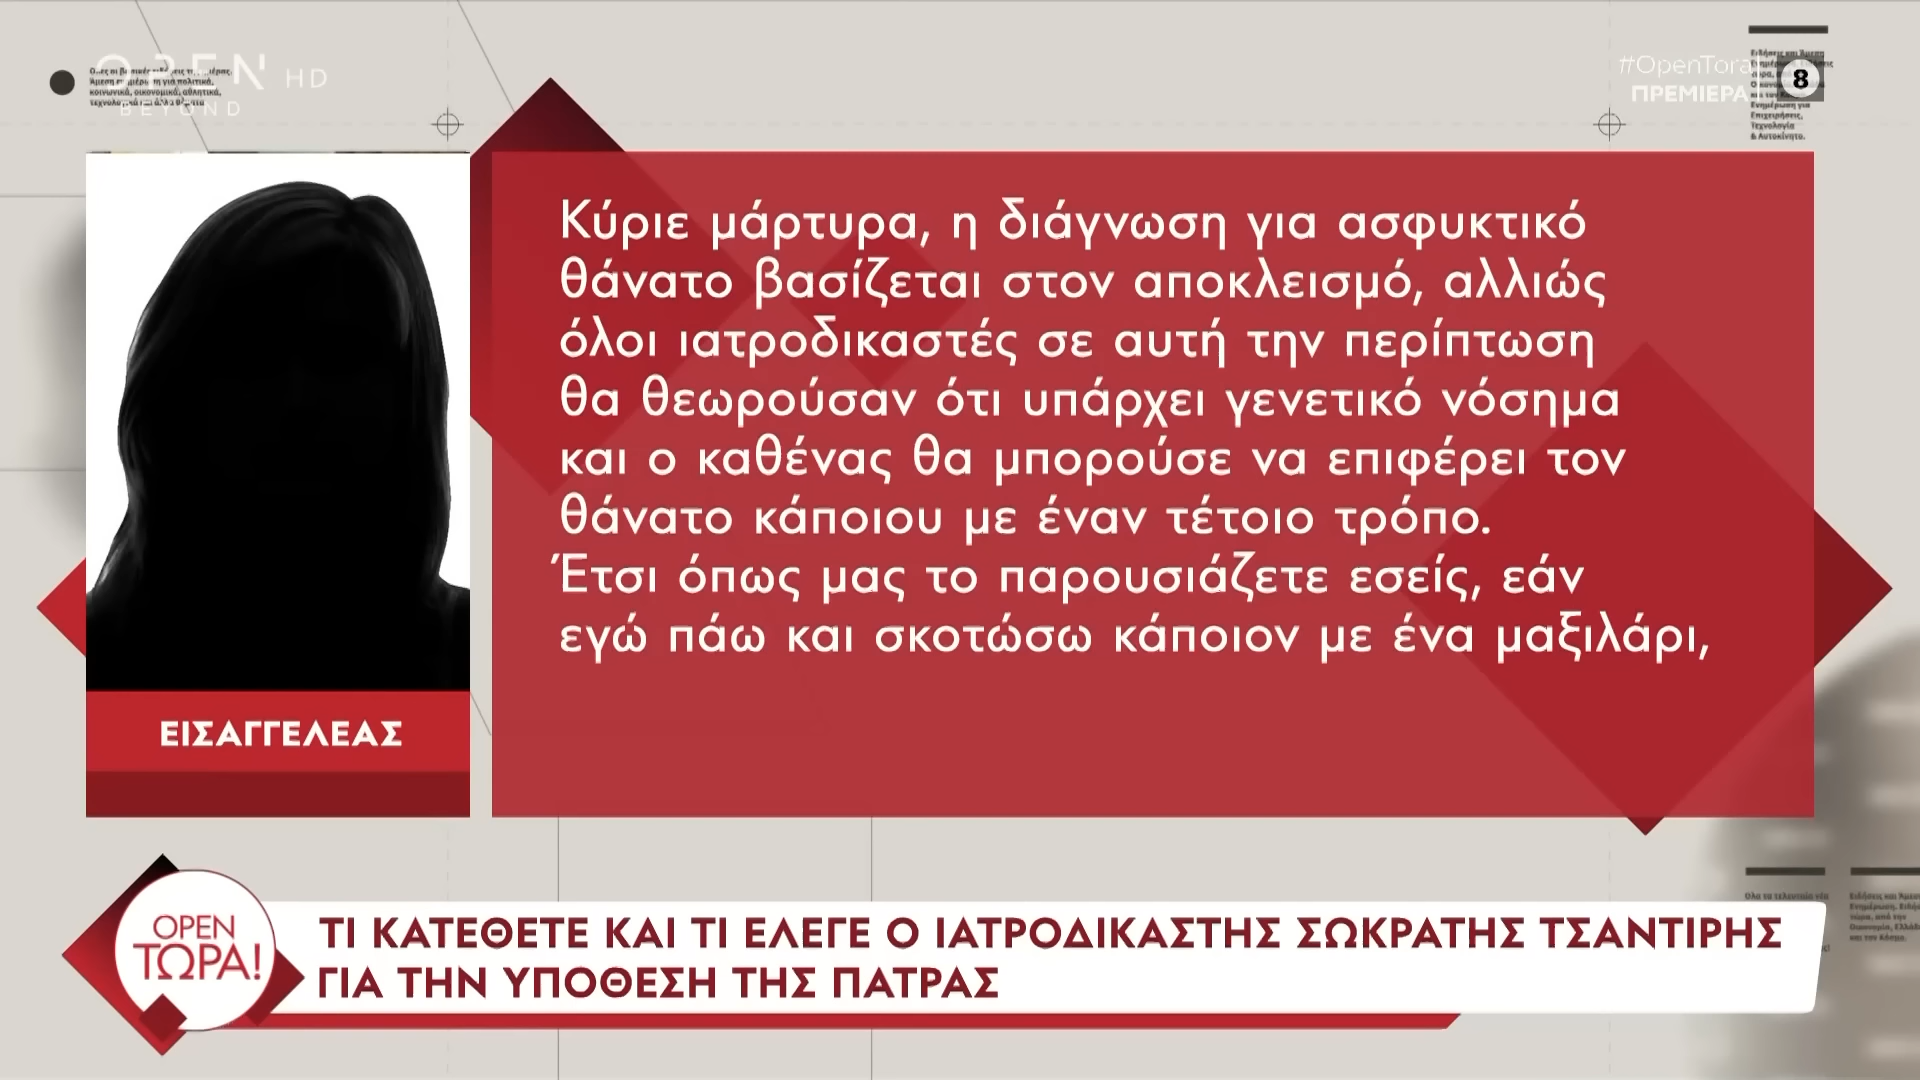 OPEN HD
BEYOND
#OpenTora
ΠΡΕΜΙΕΡΑ
8
Κύριε μάρτυρα, η διάγνωση για ασφυκτικό
θάνατο βασίζεται στον αποκλεισμό, αλλιώς
όλοι ιατροδικαστές σε αυτή την περίπτωση
θα θεωρούσαν ότι υπάρχει γενετικό νόσημα
και ο καθένας θα μπορούσε να επιφέρει τον
θάνατο κάποιου με έναν τέτοιο τρόπο.
Έτσι όπως μας το παρουσιάζετε εσείς, εάν
εγώ πάω και σκοτώσω κάποιον με ένα μαξιλάρι,
ΕΙΣΑΓΓΕΛΕΑΣ
OPEN
ΤΩΡΑ!
ΤΙ ΚΑΤΕΘΕΤΕ ΚΑΙ ΤΙ ΕΛΕΓΕ Ο ΙΑΤΡΟΔΙΚΑΣΤΗΣ ΣΩΚΡΑΤΗΣ ΤΣΑΝΤΙΡΗΣ
ΓΙΑ ΤΗΝ ΥΠΟΘΕΣΗ ΤΗΣ ΠΑΤΡΑΣ